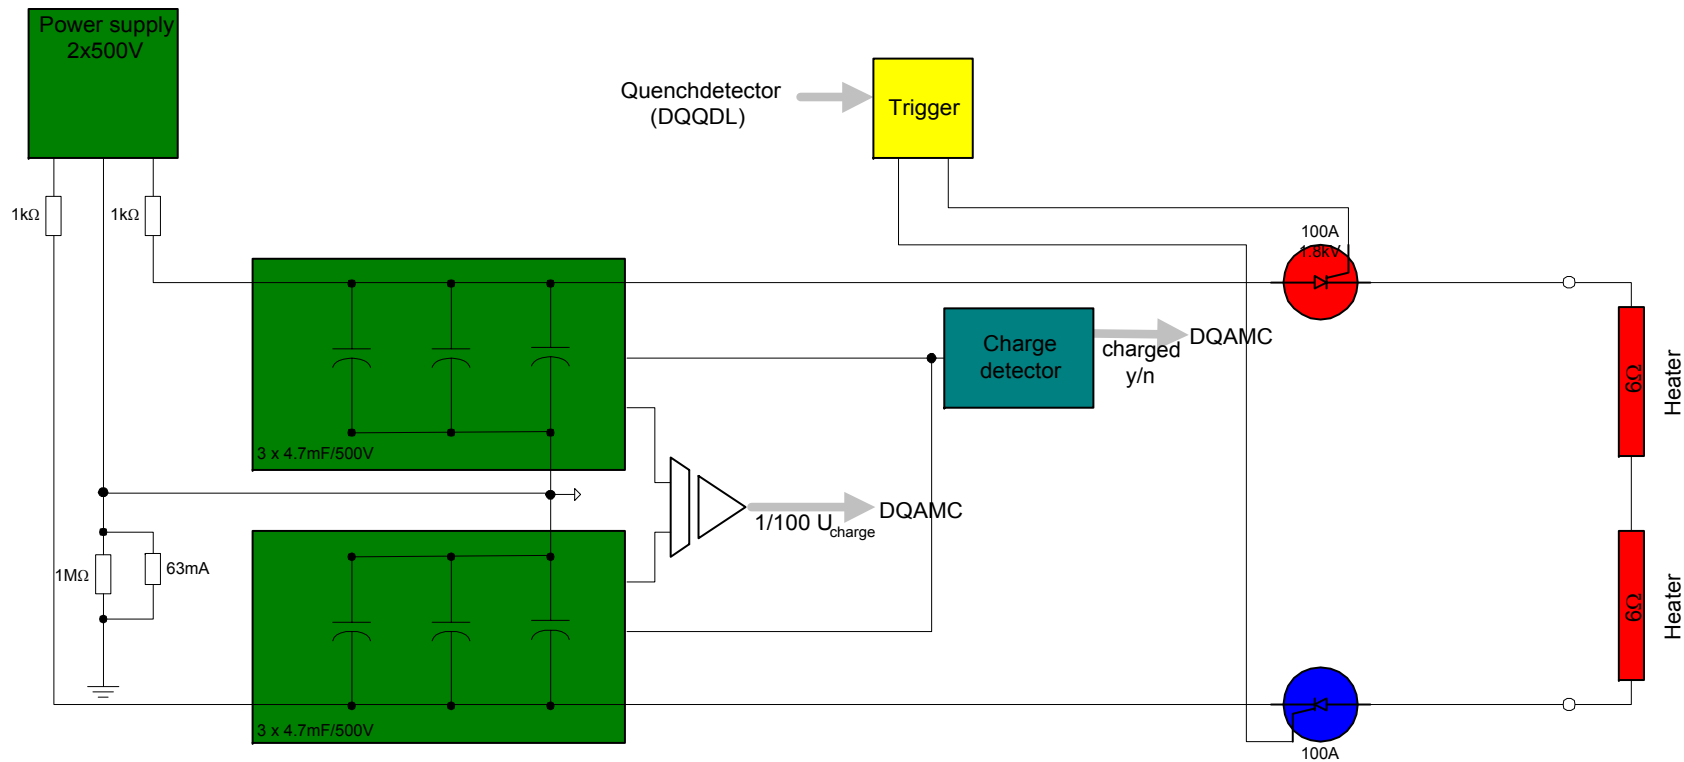 Power supply
2x500V
Quenchdetector
(DQQDL)
Trigger
1kΩ
1kΩ
100A
1.8kV
Charge
detector
charged
y/n
DQAMC
6Ω
Heater
3 x 4.7mF/500V
1/100 Ucharge
DQAMC
1MΩ
63mA
6Ω
Heater
3 x 4.7mF/500V
100A